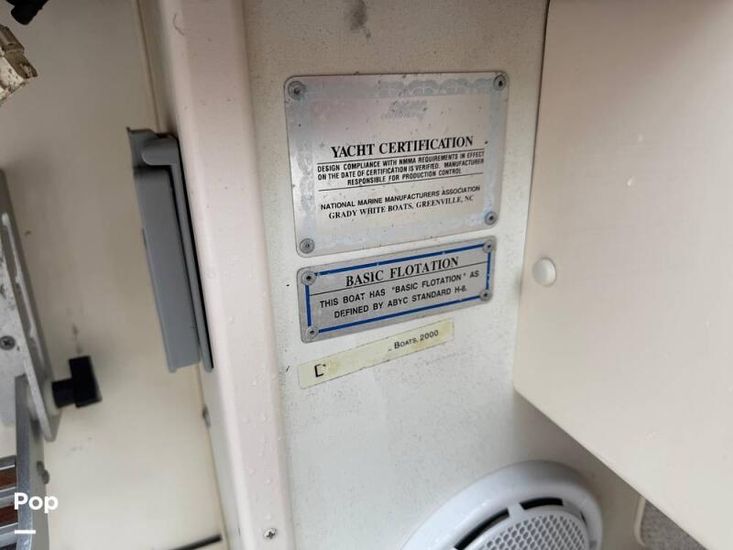 YACHT CERTIFICATION
DESIGN COMPLIANCE WITH NMMA REQUIREMENTS IN EFFECT
ON THE DATE OF CERTIFICATION IS VERIFIED. MANUFACTURER
RESPONSIBLE FOR PRODUCTION CONTROL
NATIONAL MARINE MANUFACTURERS ASSOCIATION
GRADY WHITE BOATS, GREENVILLE, NC
BASIC FLOTATION
THIS BOAT HAS "BASIC FLOTATION" AS
DEFINED BY ABYC STANDARD H-8.
- BOATS, 2000
Pop